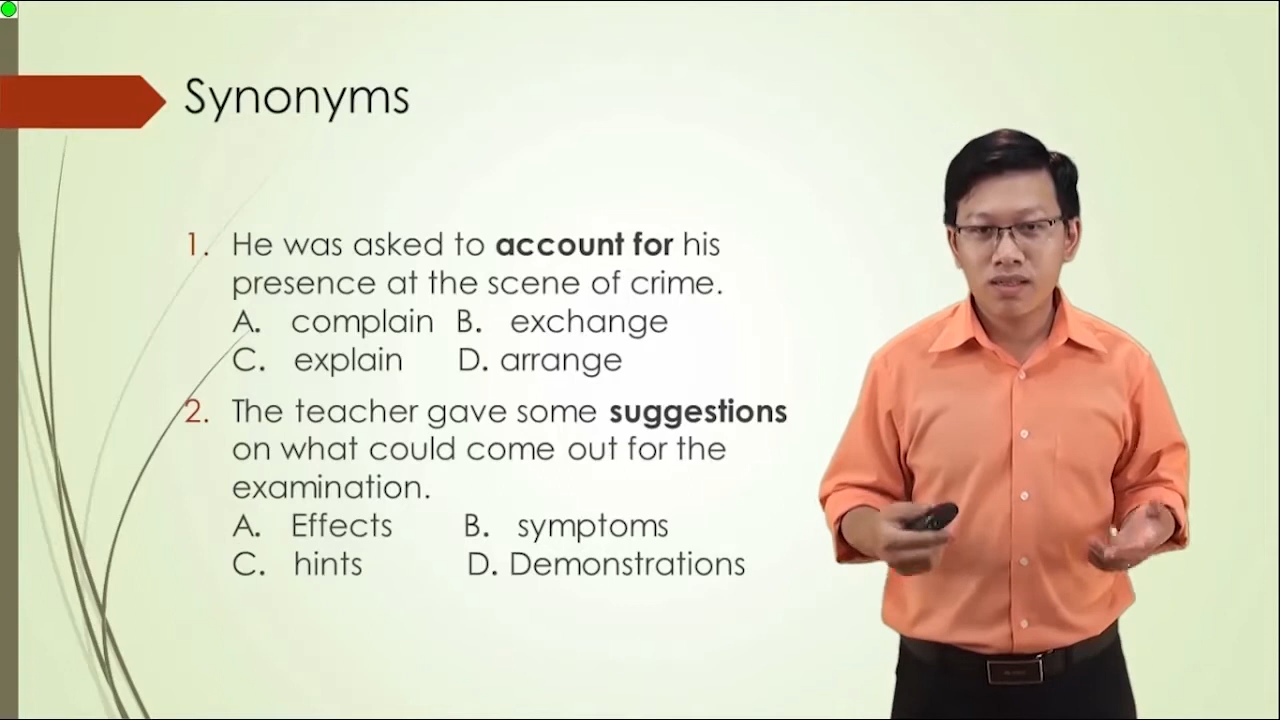 Synonyms
1. He was asked to account for his
presence at the scene of crime.
A. complain B. exchange
C. explain D. arrange
2. The teacher gave some suggestions
on what could come out for the
examination.
A. Effects B. symptoms
C. hints D. Demonstrations